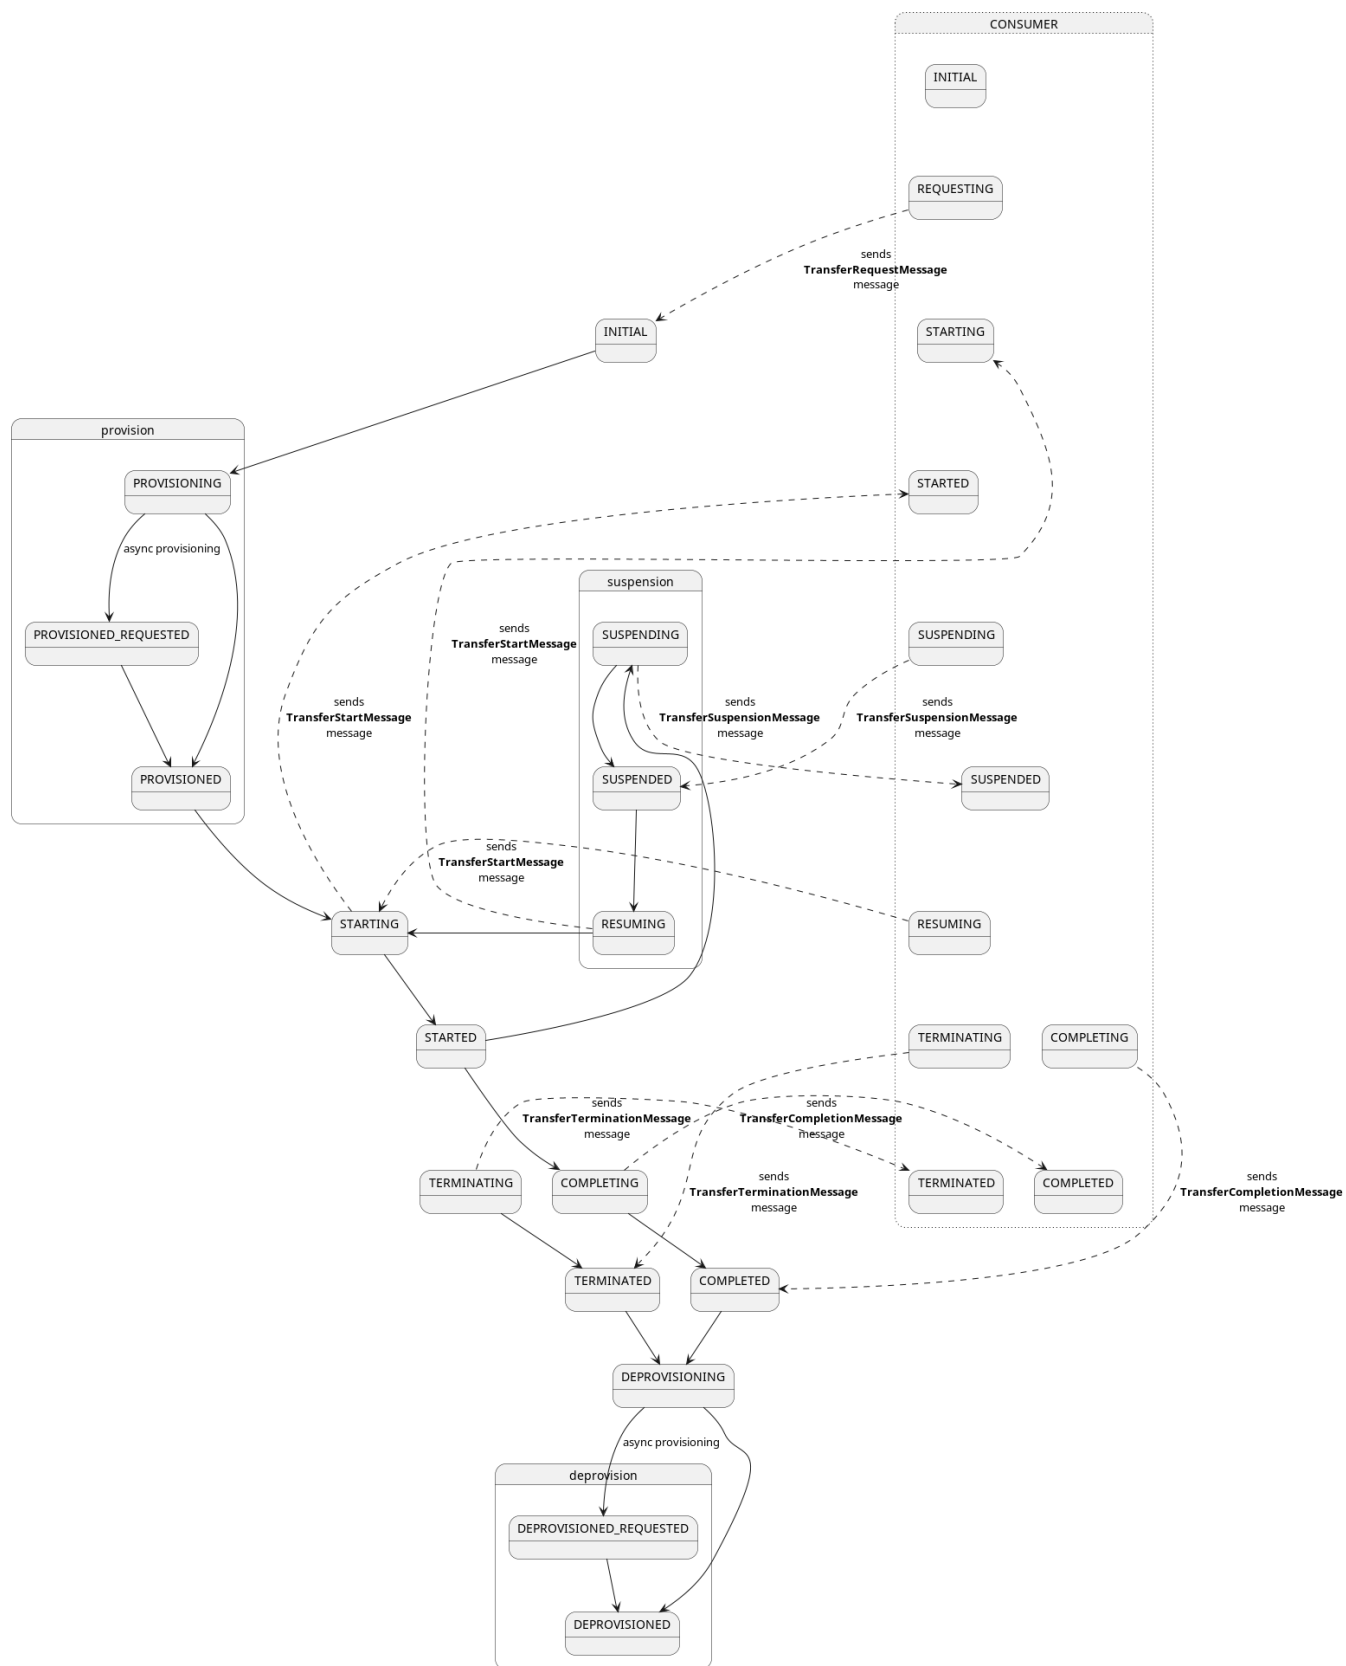 CONSUMER
INITIAL
REQUESTING
sends
TransferRequestMessage
message
INITIAL
STARTING
provision
PROVISIONING
STARTED
async provisioning
suspension
PROVISIONED_REQUESTED
sends
TransferStartMessage
message
SUSPENDING
SUSPENDING
sends
TransferStartMessage
message
sends
TransferSuspensionMessage
message
sends
TransferSuspensionMessage
message
PROVISIONED
SUSPENDED
SUSPENDED
sends
TransferStartMessage
message
STARTING
RESUMING
RESUMING
STARTED
TERMINATING
COMPLETING
sends
TransferTerminationMessage
message
sends
TransferCompletionMessage
message
TERMINATING
COMPLETING
sends
TransferTerminationMessage
message
TERMINATED
COMPLETED
sends
TransferCompletionMessage
message
TERMINATED
COMPLETED
DEPROVISIONING
async provisioning
deprovision
DEPROVISIONED_REQUESTED
DEPROVISIONED